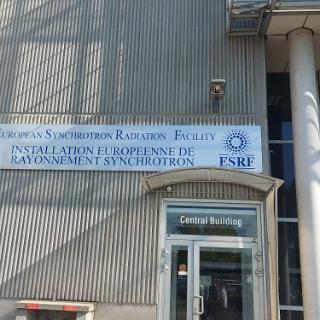 European Synchrotron Radiation Facility
INSTALLATION EUROPEENNE DE
RAYONNEMENT SYNCHROTRON
ESRF
Central Building